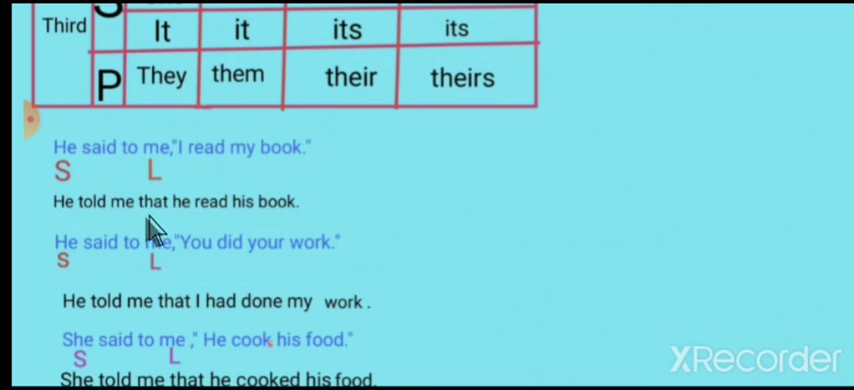 Third It it its its
P They them their theirs
He said to me,"I read my book."
S L
He told me that he read his book.
He said to me,"You did your work."
S L
He told me that I had done my work .
She said to me ," He cook his food."
S L
She told me that he cooked his food.
XRecorder